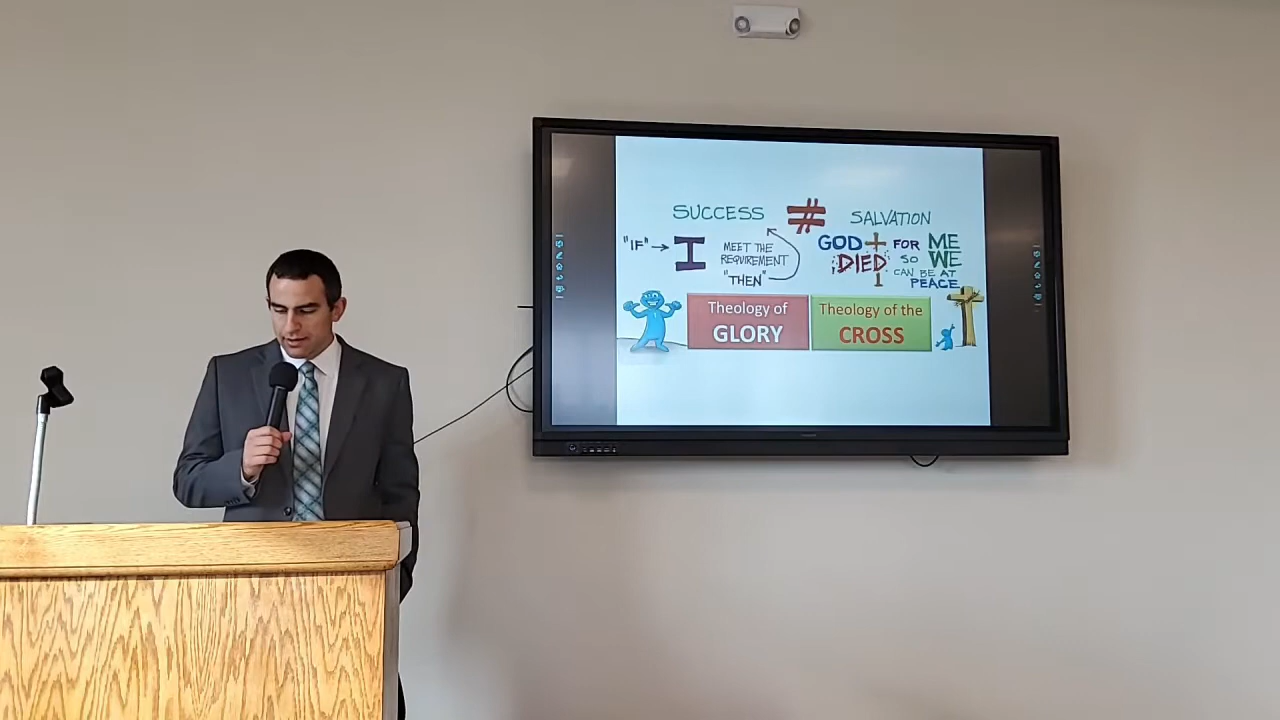 SUCCESS ≠ SALVATION
"IF" → I MEET THE REQUIREMENT "THEN"
GOD DIED FOR ME SO WE CAN BE AT PEACE
Theology of
GLORY
Theology of the
CROSS